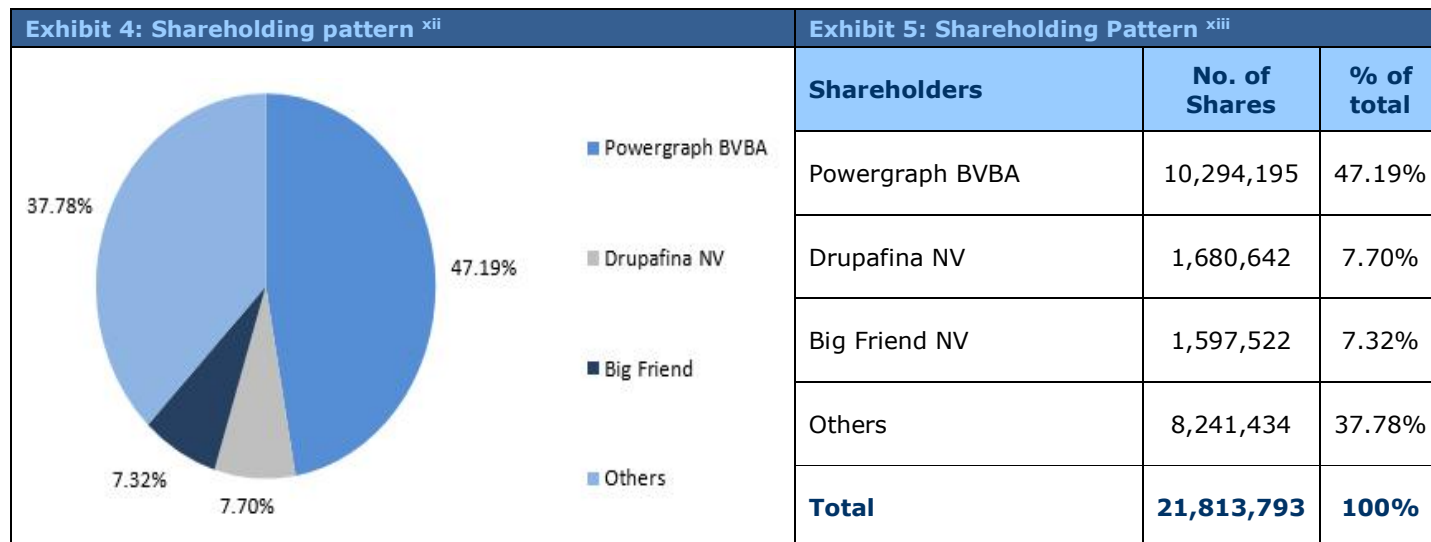 Exhibit 4: Shareholding pattern xii
37.78%
47.19%
7.32%
7.70%
Powergraph BVBA
Drupafina NV
Big Friend
Others
Exhibit 5: Shareholding Pattern xiii
Shareholders No. of Shares % of total
Powergraph BVBA 10,294,195 47.19%
Drupafina NV 1,680,642 7.70%
Big Friend NV 1,597,522 7.32%
Others 8,241,434 37.78%
Total 21,813,793 100%